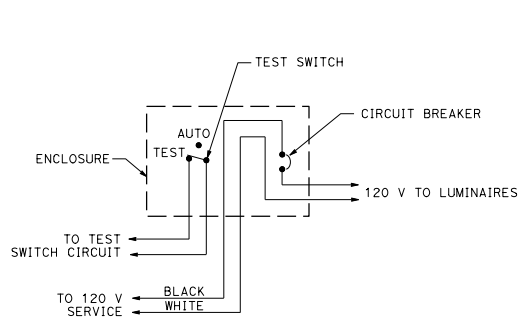 TEST SWITCH
CIRCUIT BREAKER
AUTO
TEST
ENCLOSURE
120 V TO LUMINAIRES
TO TEST
SWITCH CIRCUIT
BLACK
TO 120 V
SERVICE
WHITE